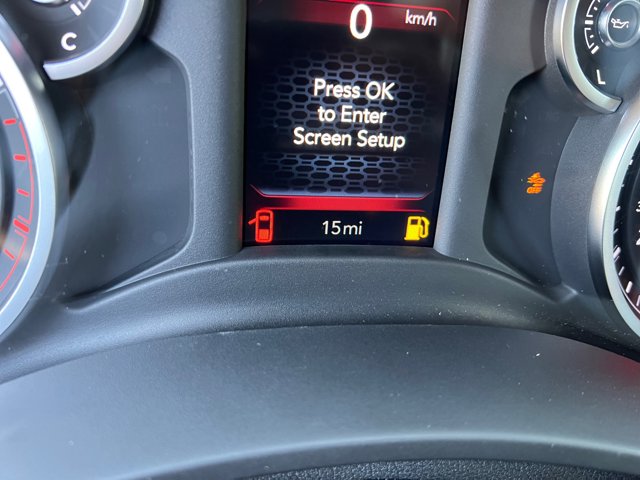 0 km/h
C
L
Press OK
to Enter
Screen Setup
15mi